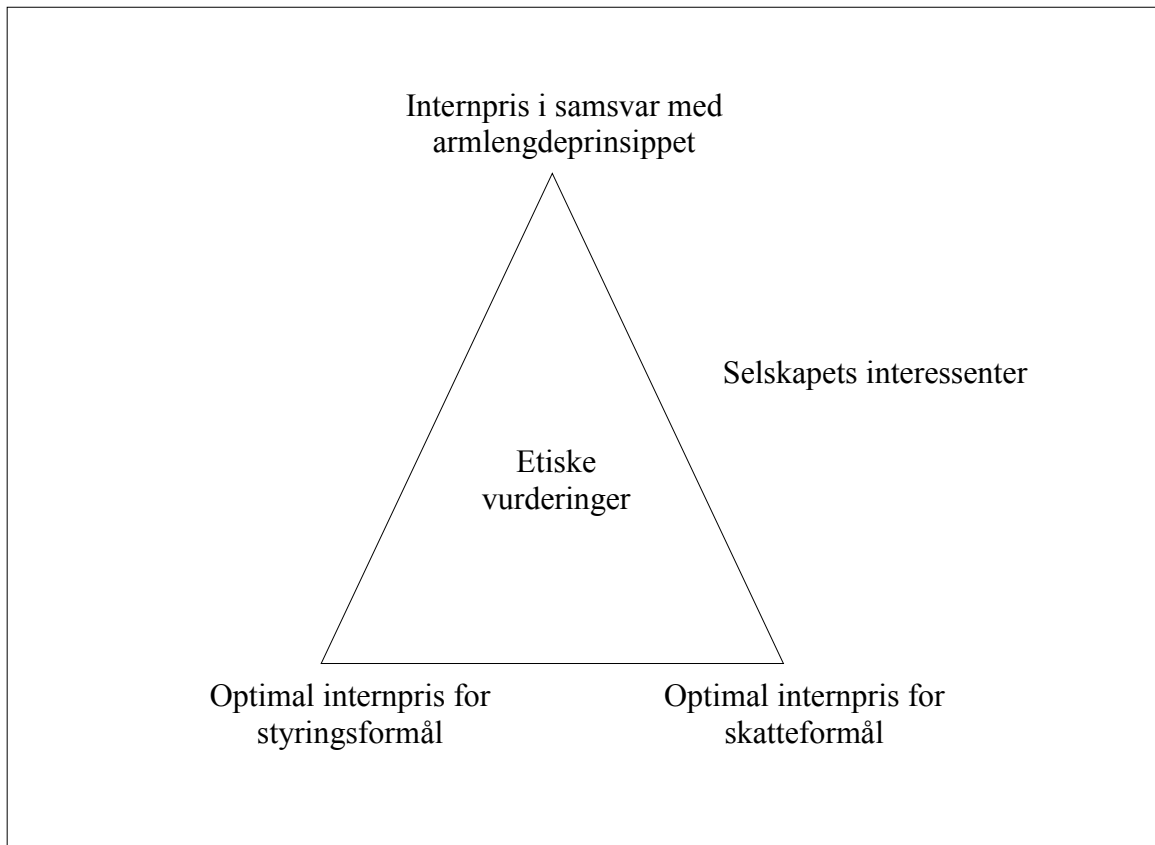 Internpris i samsvar med
armlengdeprinsippet
Selskapets interessenter
Etiske
vurderinger
Optimal internpris for
styringsformål
Optimal internpris for
skatteformål